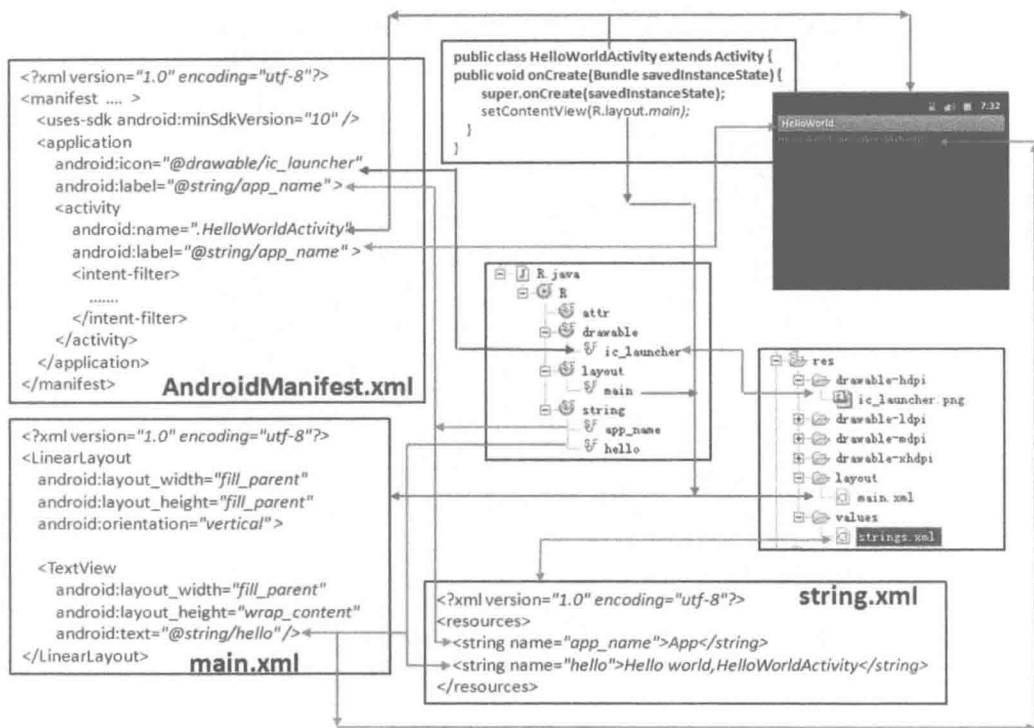 <?xml version="1.0" encoding="utf-8"?>
<manifest .... >
<uses-sdk android:minSdkVersion="10" />
<application
android:icon="@drawable/ic_launcher"
android:label="@string/app_name" >
<activity
android:name=".HelloWorldActivity"
android:label="@string/app_name" >
<intent-filter>
.......
</intent-filter>
</activity>
</application>
</manifest>
AndroidManifest.xml
public class HelloWorldActivity extends Activity {
public void onCreate(Bundle savedInstanceState) {
super.onCreate(savedInstanceState);
setContentView(R.layout.main);
}
}
7:32
HelloWorld
R.java
R
attr
drawable
ic_launcher
layout
main
string
app_name
hello
res
drawable-hdpi
ic_launcher.png
drawable-ldpi
drawable-mdpi
drawable-xhdpi
layout
main.xml
values
strings.xml
<?xml version="1.0" encoding="utf-8"?>
<LinearLayout
android:layout_width="fill_parent"
android:layout_height="fill_parent"
android:orientation="vertical" >
<TextView
android:layout_width="fill_parent"
android:layout_height="wrap_content"
android:text="@string/hello" />
</LinearLayout>
main.xml
string.xml
<?xml version="1.0" encoding="utf-8"?>
<resources>
<string name="app_name">App</string>
<string name="hello">Hello world,HelloWorldActivity</string>
</resources>